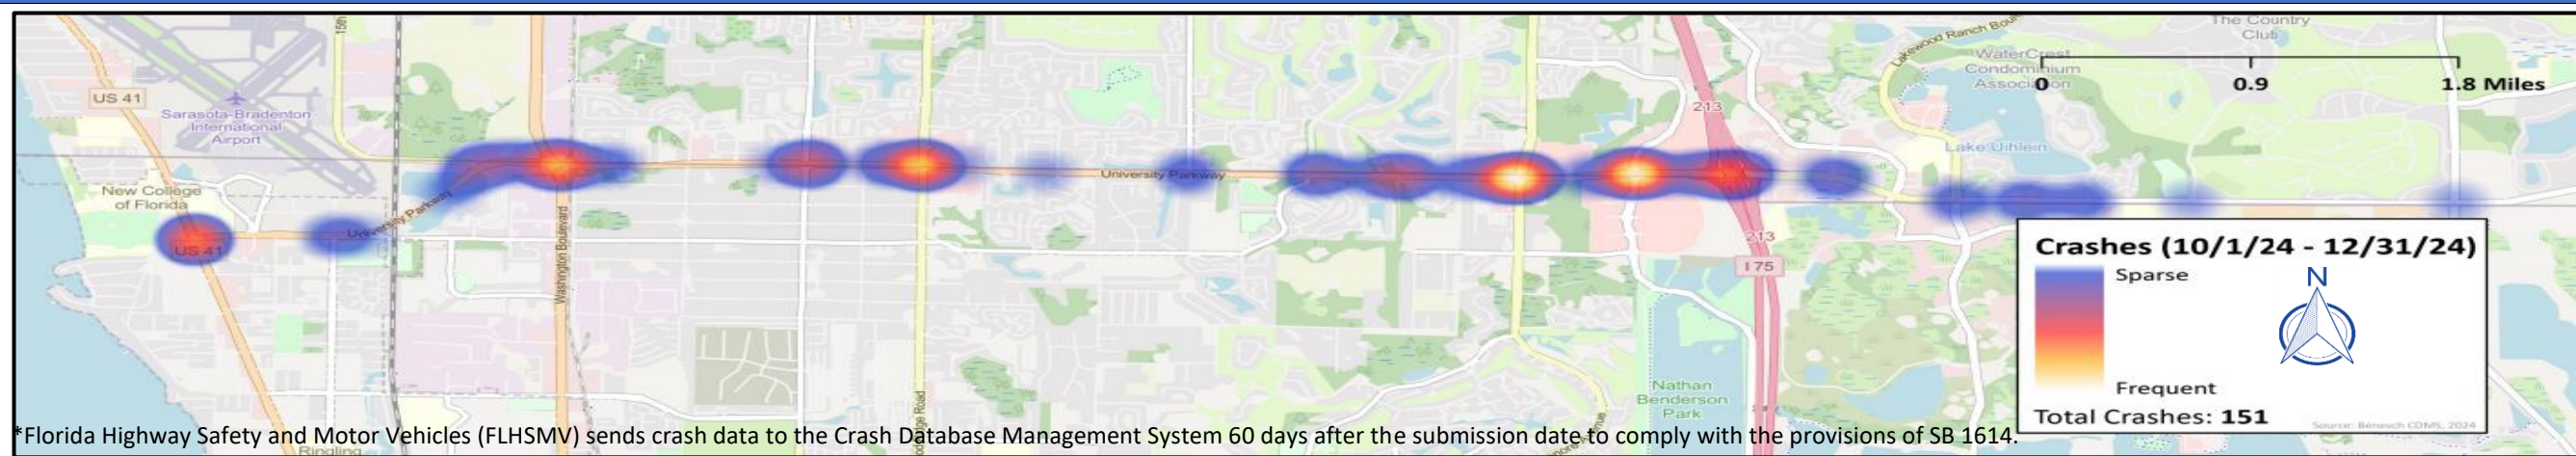 15th
The Country
Club
Lakewood Ranch Boul
WaterCrest
Condominium
Association
0
0.9
1.8 Miles
US 41
213
Sarasota-Bradenton
International
Airport
Lake Uihlein
New College
of Florida
University Parkway
University Parkway
US 41
Washington Boulevard
213
I 75
Crashes (10/1/24 - 12/31/24)
Sparse
N
Frequent
Total Crashes: 151
Source: Benesch CDMS, 2024
Nathan
Benderson
Park
*Florida Highway Safety and Motor Vehicles (FLHSMV) sends crash data to the Crash Database Management System 60 days after the submission date to comply with the provisions of SB 1614.
Ringling